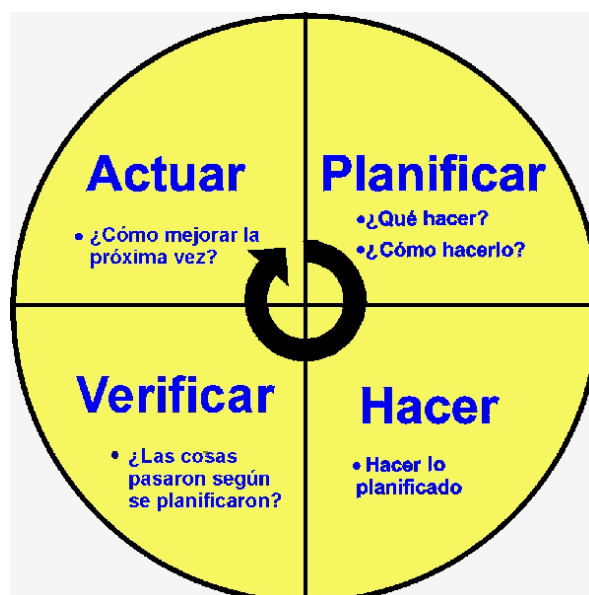 Actuar
• ¿Cómo mejorar la
próxima vez?
Planificar
•¿Qué hacer?
•¿Cómo hacerlo?
Verificar
• ¿Las cosas
pasaron según
se planificaron?
Hacer
• Hacer lo
planificado